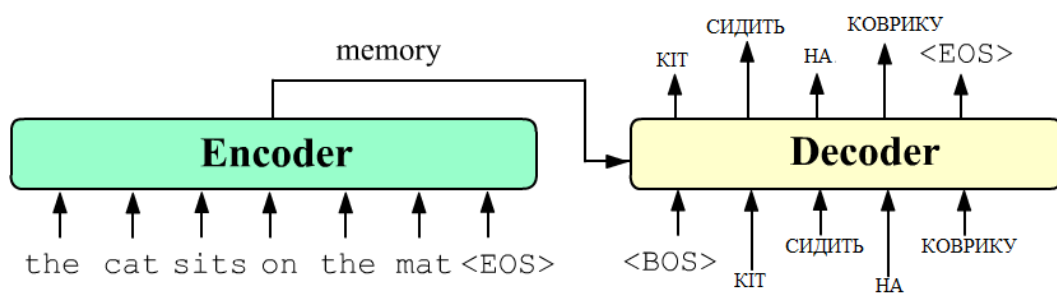 memory
КІТ
СИДИТЬ
НА
КОВРИКУ
<EOS>
Encoder
Decoder
the cat sits on the mat <EOS>
<BOS>
КІТ
СИДИТЬ
НА
КОВРИКУ